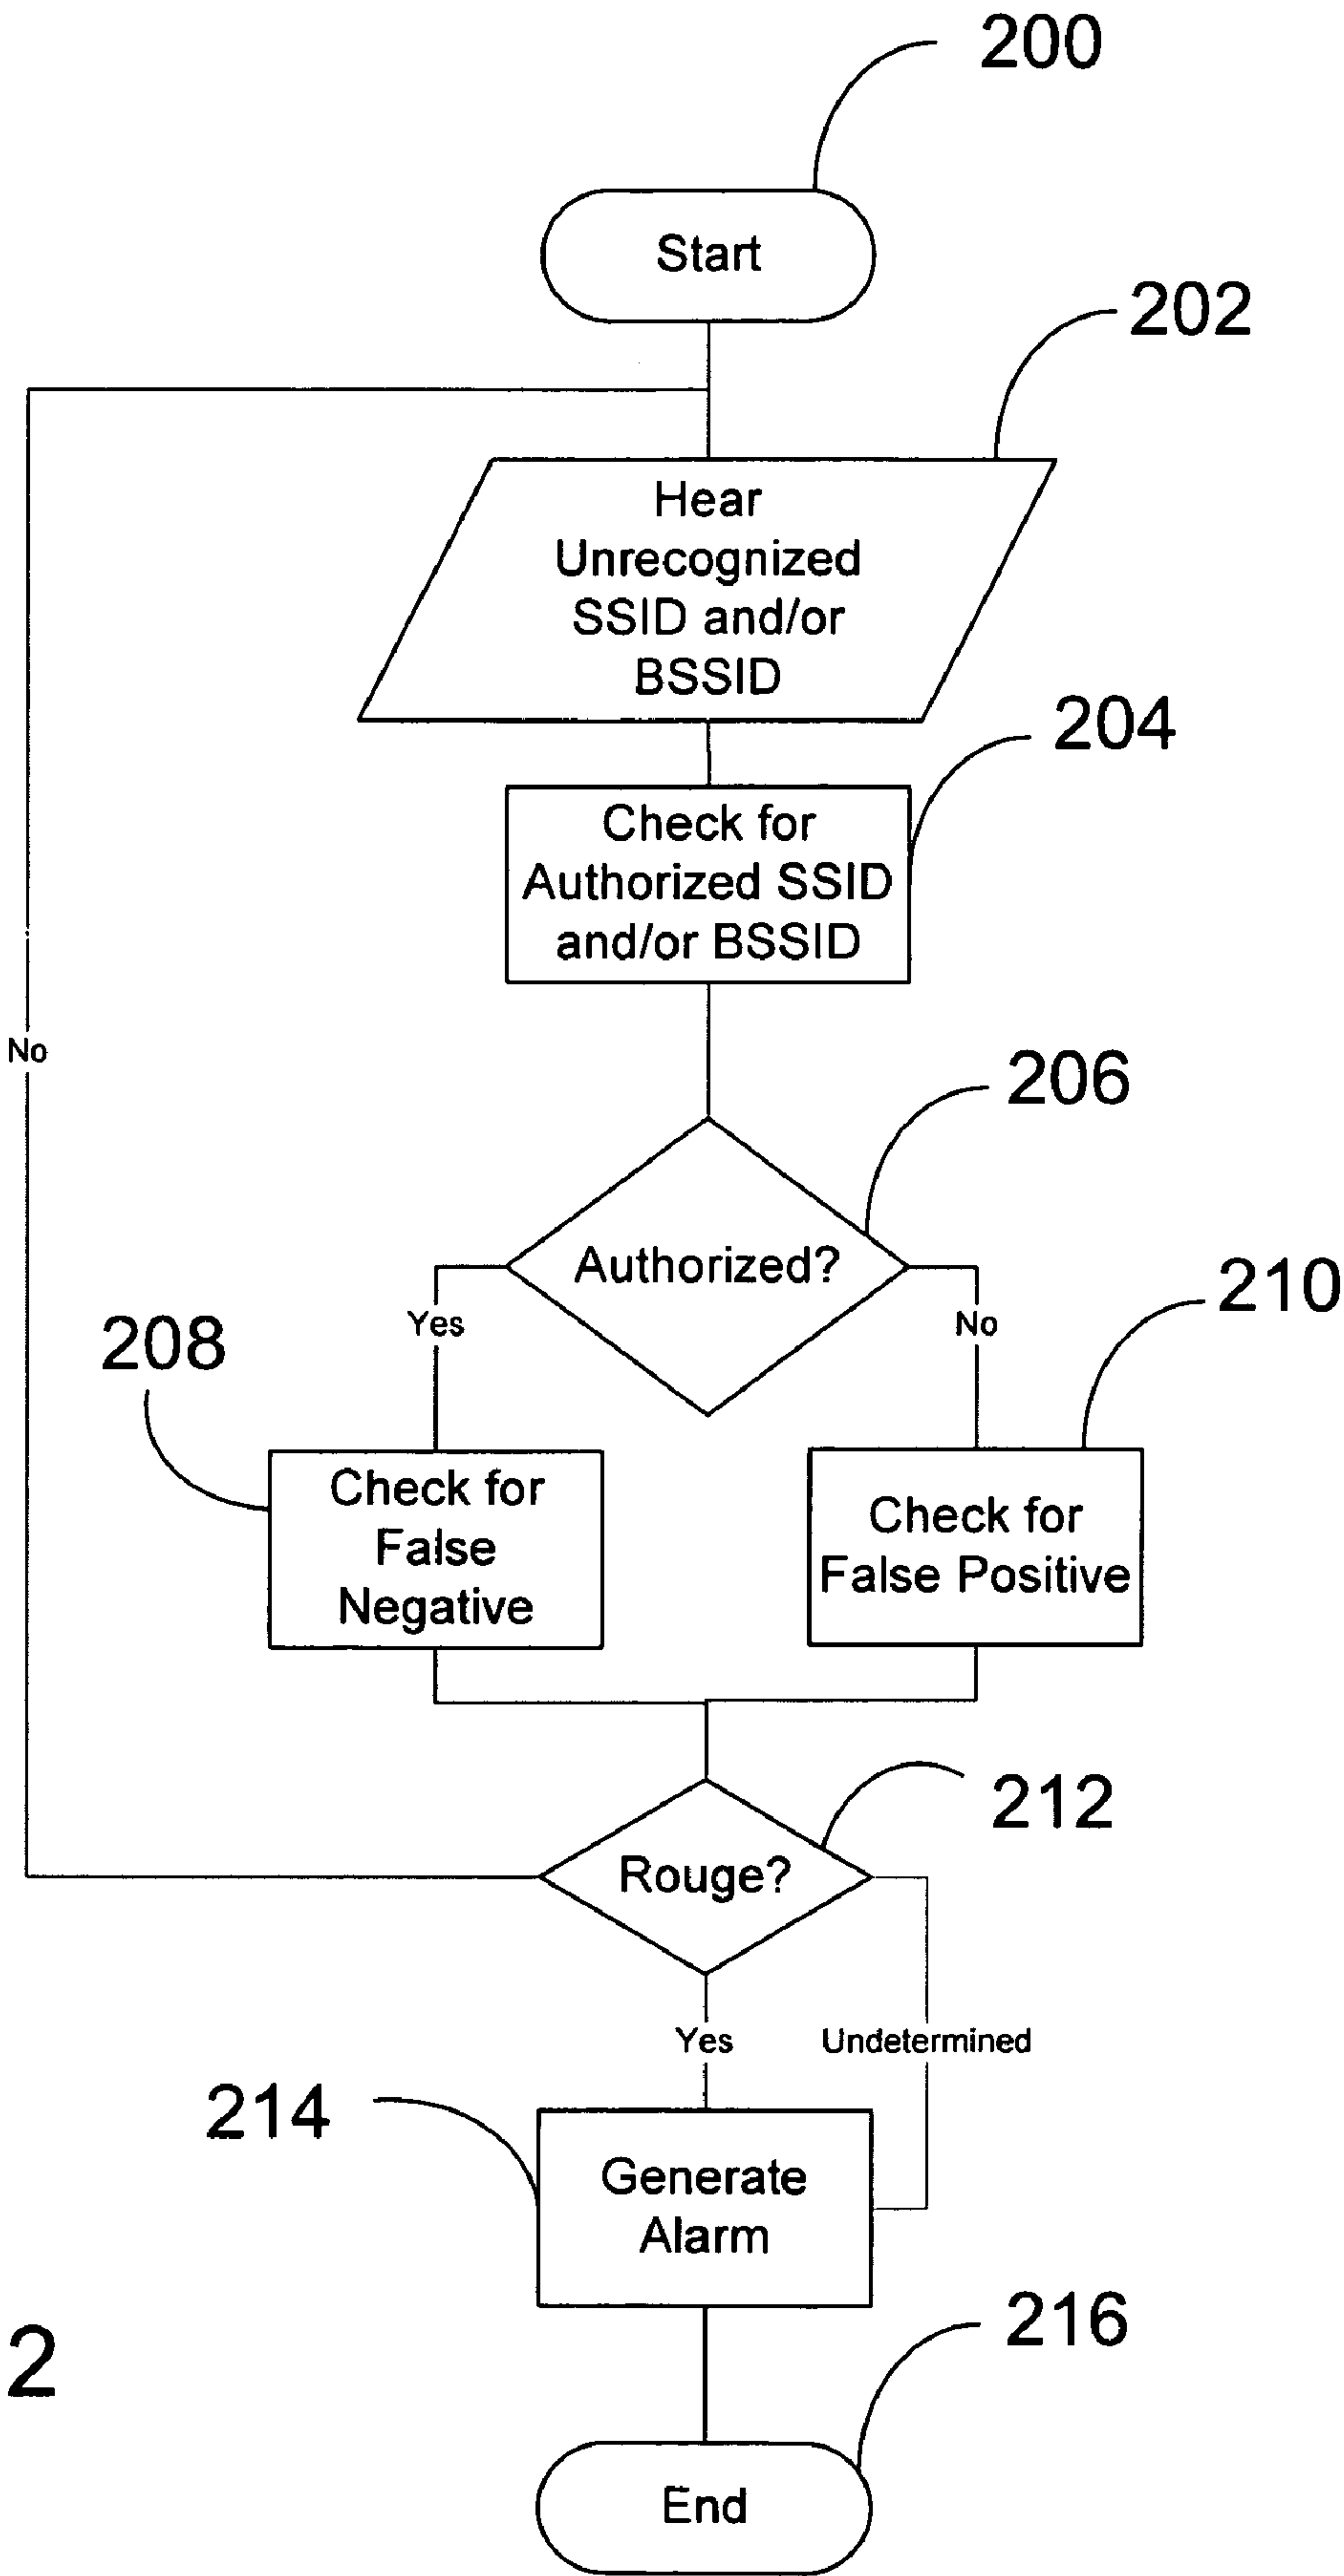 200
Start
202
Hear
Unrecognized
SSID and/or
BSSID
204
Check for
Authorized SSID
and/or BSSID
No
206
Authorized?
210
Yes
No
208
Check for
False
Negative
Check for
False Positive
212
Rouge?
Yes
Undetermined
214
Generate
Alarm
216
2
End